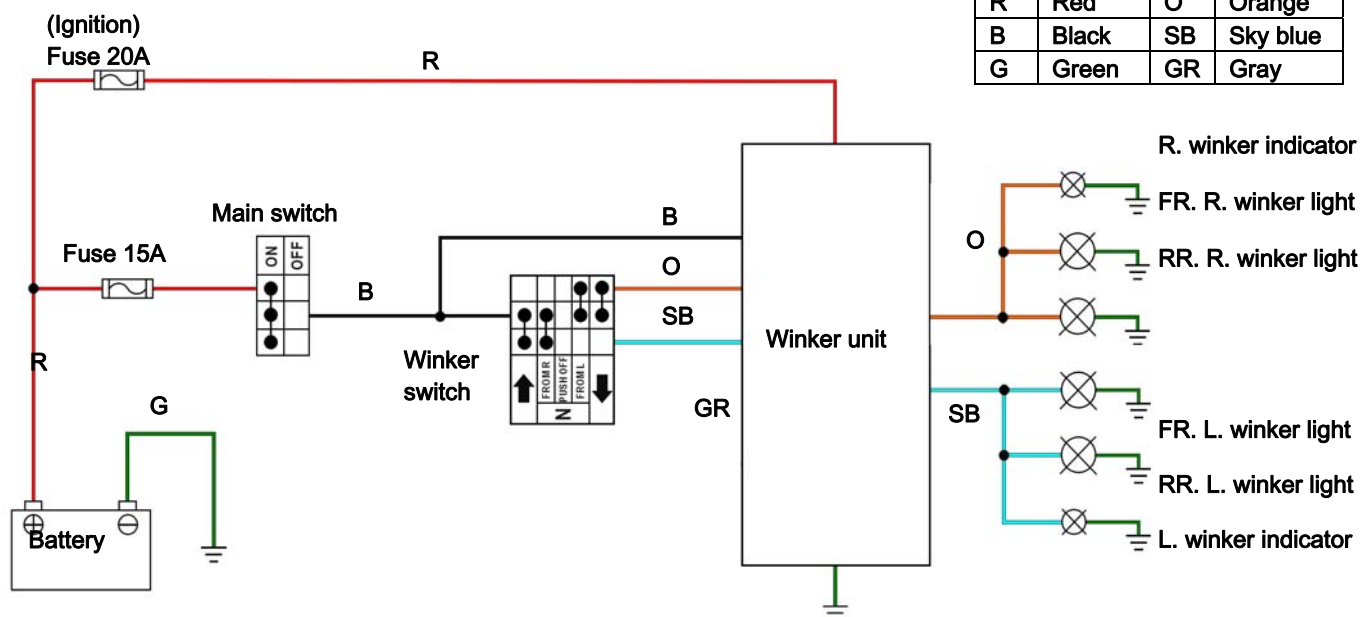 (Ignition)
Fuse 20A
R
R Red O Orange
B Black SB Sky blue
G Green GR Gray
R. winker indicator
FR. R. winker light
RR. R. winker light
Main switch
ON OFF
Fuse 15A
B
B
O
O
SB
Winker unit
Winker
switch
FROM R
PUSH OFF
FROM L
N
R
G
GR
SB
FR. L. winker light
RR. L. winker light
L. winker indicator
Battery